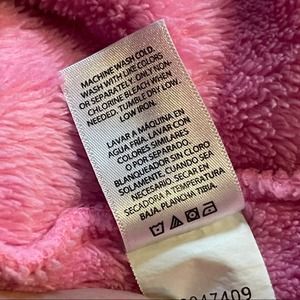 MACHINE WASH COLD.
WASH WITH LIKE COLORS
OR SEPARATELY. ONLY NON-
CHLORINE BLEACH WHEN
NEEDED. TUMBLE DRY LOW.
LOW IRON.
LAVAR A MÁQUINA EN
AGUA FRÍA. LAVAR CON
COLORES SIMILARES
O POR SEPARADO.
BLANQUEADOR SIN CLORO
SOLAMENTE, CUANDO SEA
NECESARIO. SECAR EN
SECADORA A TEMPERATURA
BAJA. PLANCHA TIBIA.